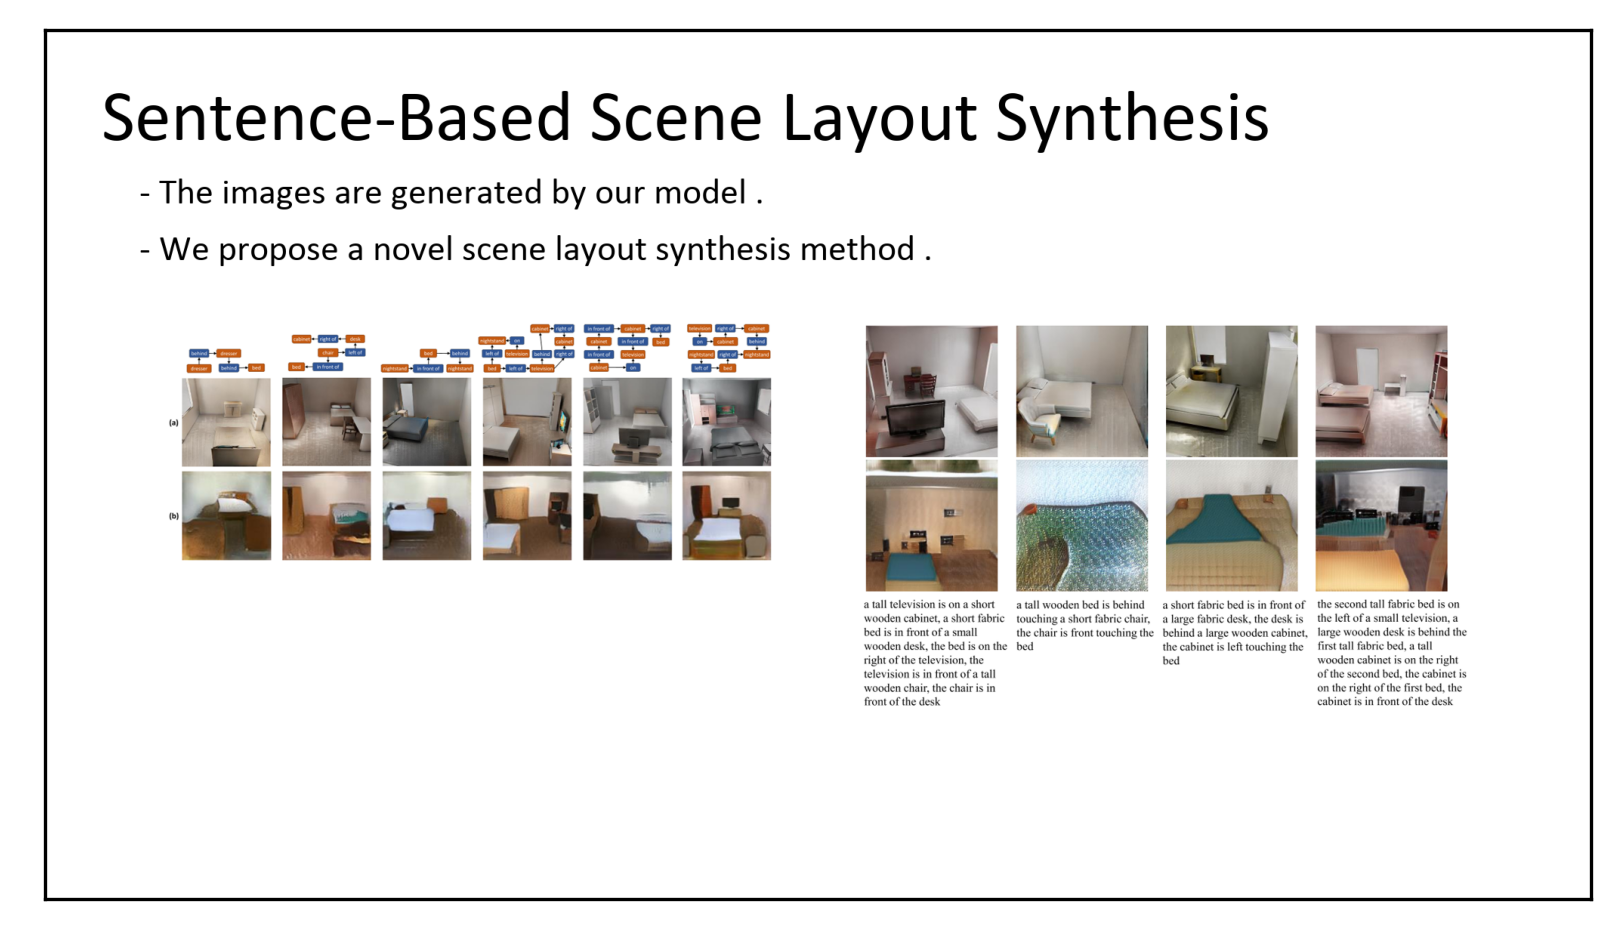 Sentence-Based Scene Layout Synthesis
- The images are generated by our model .
- We propose a novel scene layout synthesis method .
behind dresser
dresser behind bed
cabinet right of desk
chair left of
bed in front of
bed behind
nightstand in front of nightstand
cabinet right of
nightstand on cabinet
left of television behind right of
bed left of television
in front of cabinet right of
cabinet in front of bed
in front of television
cabinet on
television right of cabinet
on cabinet behind
nightstand right of nightstand
left of bed
(a)
(b)
a tall television is on a short
wooden cabinet, a short fabric
bed is in front of a small
wooden desk, the bed is on the
right of the television, the
television is in front of a tall
wooden chair, the chair is in
front of the desk
a tall wooden bed is behind
touching a short fabric chair,
the chair is front touching the
bed
a short fabric bed is in front of
a large fabric desk, the desk is
behind a large wooden cabinet,
the cabinet is left touching the
bed
the second tall fabric bed is on
the left of a small television, a
large wooden desk is behind the
first tall fabric bed, a tall
wooden cabinet is on the right
of the second bed, the cabinet is
on the right of the first bed, the
cabinet is in front of the desk